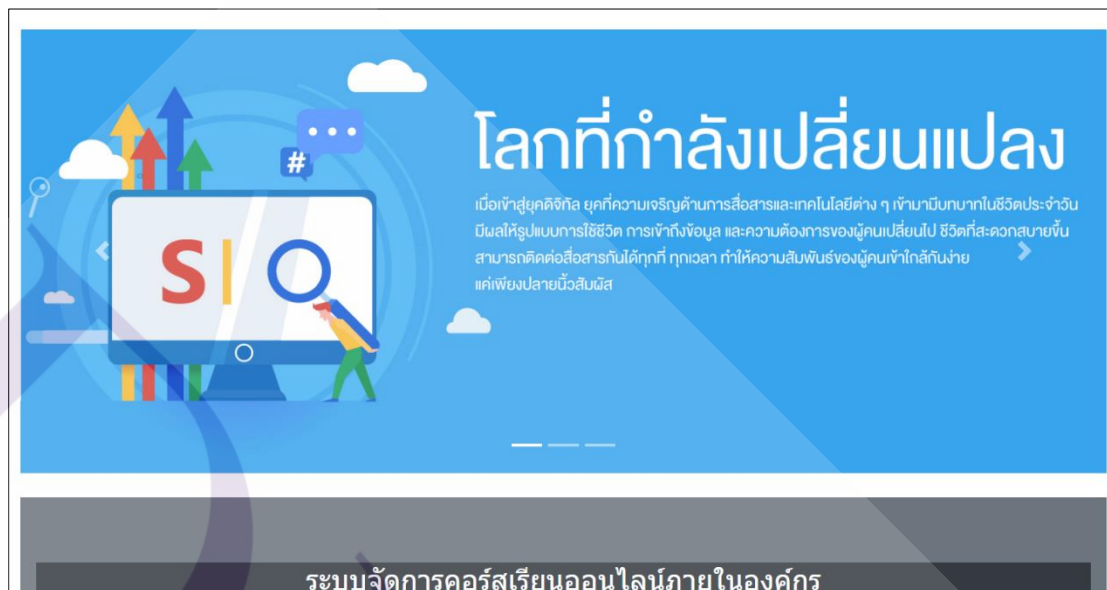 #
SI
โลกที่กำลังเปลี่ยนแปลง
เมื่อเข้าสู่ยุคดิจิทัล ยุคที่ความเจริญด้านการสื่อสารและเทคโนโลยีต่าง ๆ เข้ามามีบทบาทในชีวิตประจำวัน
มีผลให้รูปแบบการใช้ชีวิต การเข้าถึงข้อมูล และความต้องการของผู้คนเปลี่ยนไป ชีวิตที่สะดวกสบายขึ้น
สามารถติดต่อสื่อสารกันได้ทุกที่ ทุกเวลา ทำให้ความสัมพันธ์ของผู้คนเข้าใกล้กันง่าย
แค่เพียงปลายนิ้วสัมผัส
ระบบจัดการคอร์สเรียนออนไลน์ภายในองค์กร